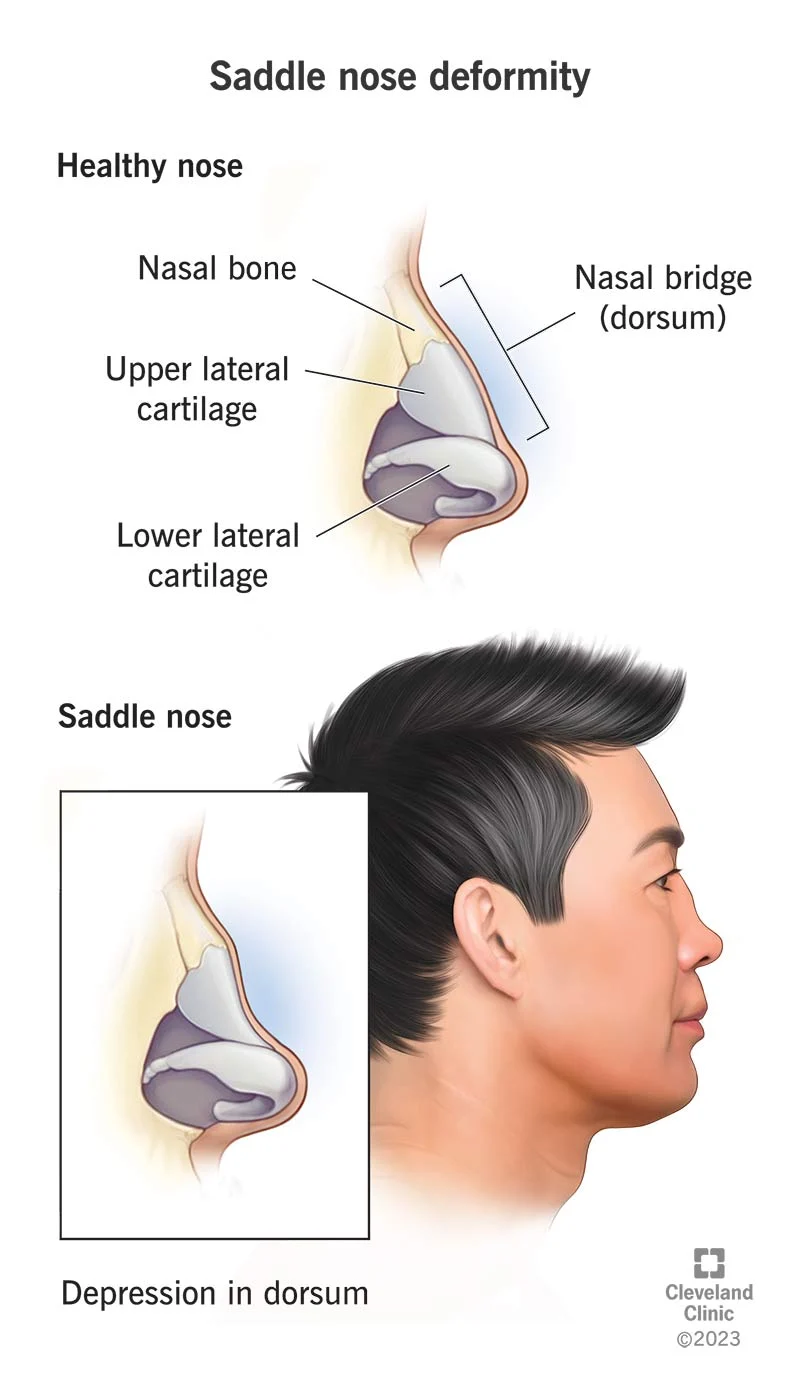 Saddle nose deformity
Healthy nose
Nasal bone
Nasal bridge
(dorsum)
Upper lateral
cartilage
Lower lateral
cartilage
Saddle nose
Depression in dorsum
Cleveland
Clinic
©2023